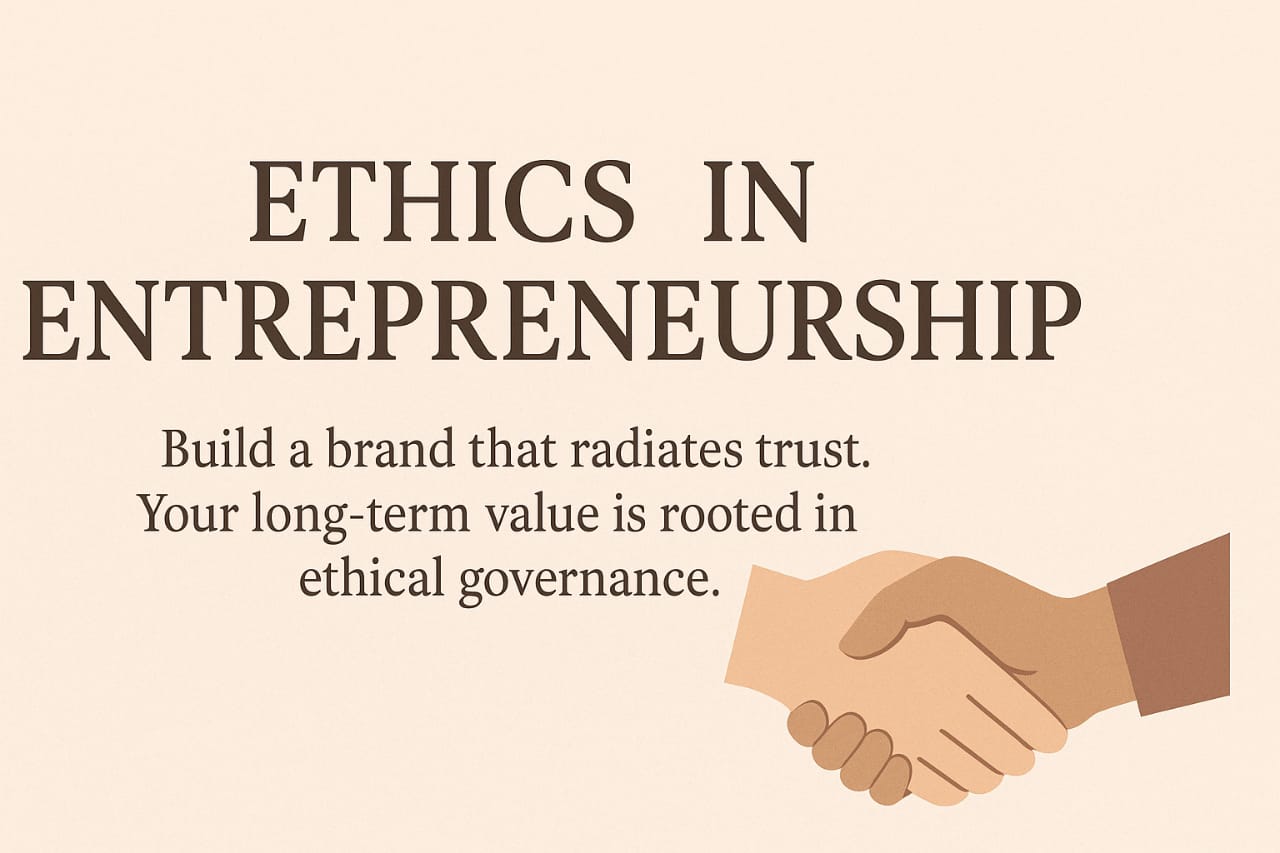 ETHICS IN
ENTREPRENEURSHIP
Build a brand that radiates trust.
Your long-term value is rooted in
ethical governance.